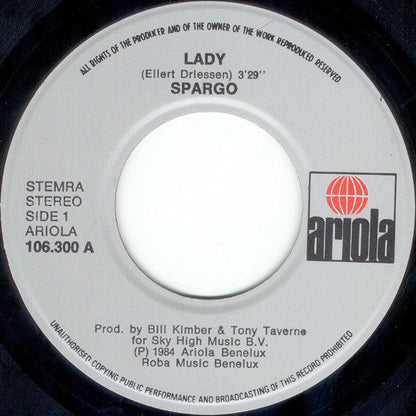 ALL RIGHTS OF THE PRODUCER AND OF THE OWNER OF THE WORK REPRODUCED RESERVED.
LADY
(Ellert Driessen) 3'29''
SPARGO
STEMRA
STEREO
SIDE 1
ARIOLA
106.300 A
ariola
Prod. by Bill Kimber & Tony Taverne
for Sky High Music B.V.
(P) 1984 Ariola Benelux
Roba Music Benelux
UNAUTHORISED COPYING PUBLIC PERFORMANCE AND BROADCASTING OF THIS RECORD PROHIBITED